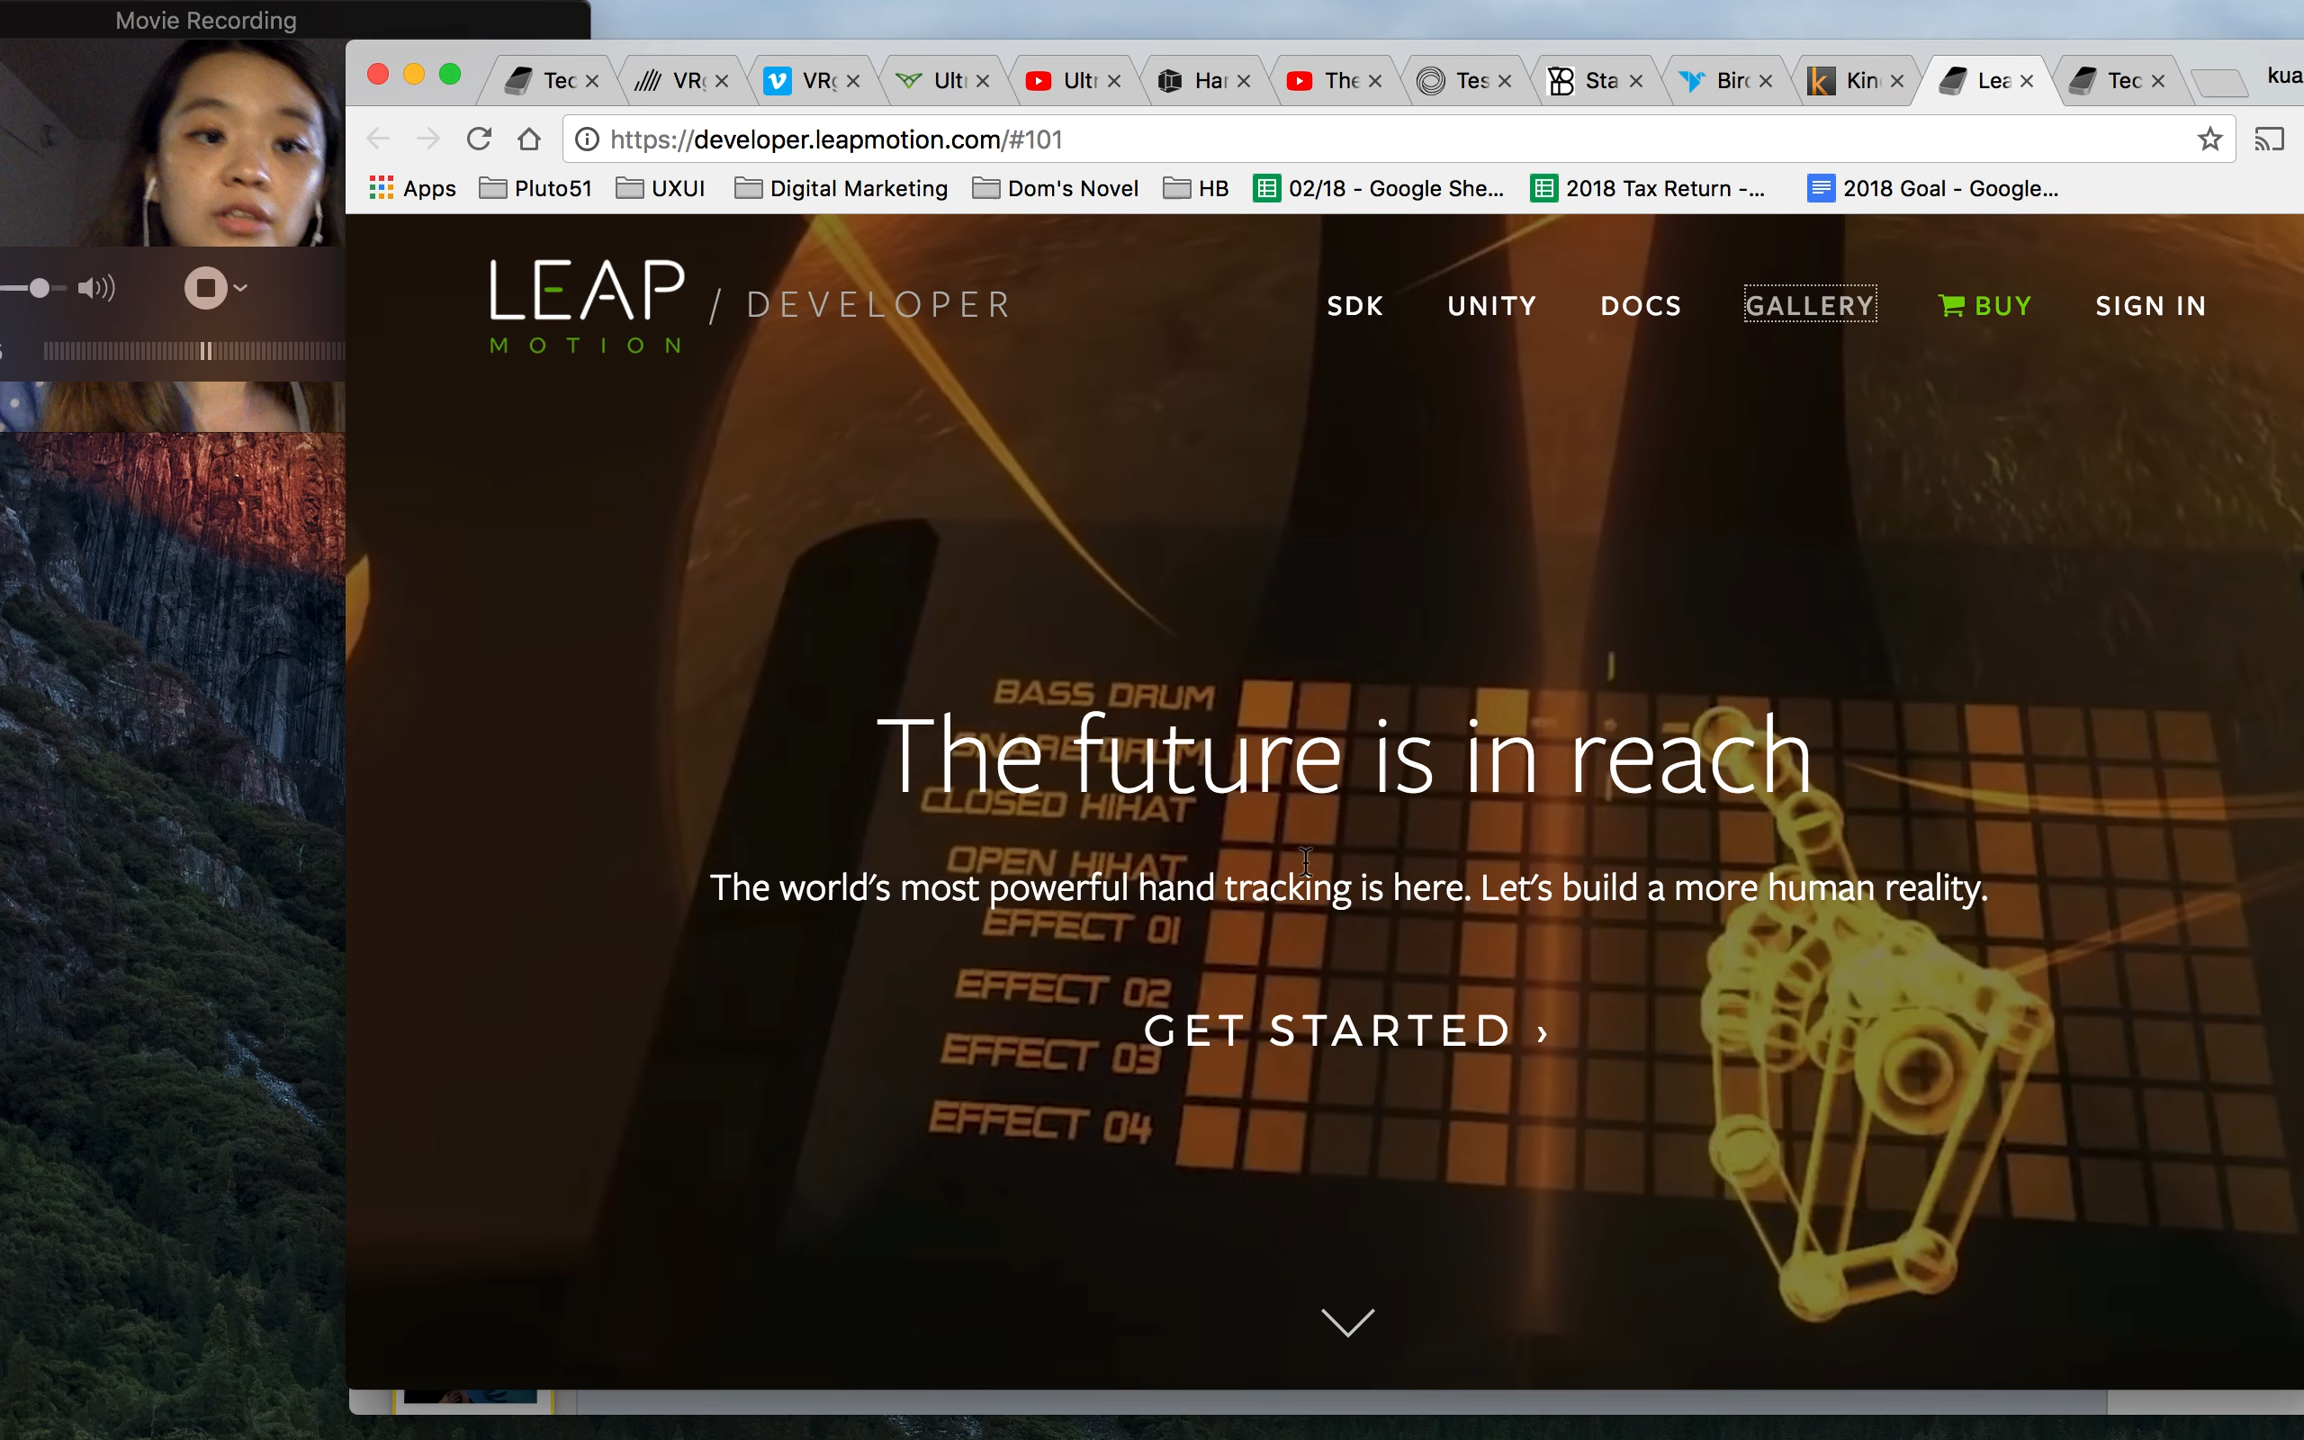 Movie Recording
Tec VR VR Ult Ult Har The Tes Sta Birc Kin Lea Tec kua
https://developer.leapmotion.com/#101
Apps Pluto51 UXUI Digital Marketing Dom's Novel HB 02/18 - Google She... 2018 Tax Return -... 2018 Goal - Google...
LEAP MOTION / DEVELOPER
SDK UNITY DOCS GALLERY BUY SIGN IN
BASS DRUM
The future is in reach
SNARE DRUM
CLOSED HIHAT
OPEN HIHAT
The world's most powerful hand tracking is here. Let's build a more human reality.
EFFECT 01
EFFECT 02
GET STARTED ›
EFFECT 03
EFFECT 04